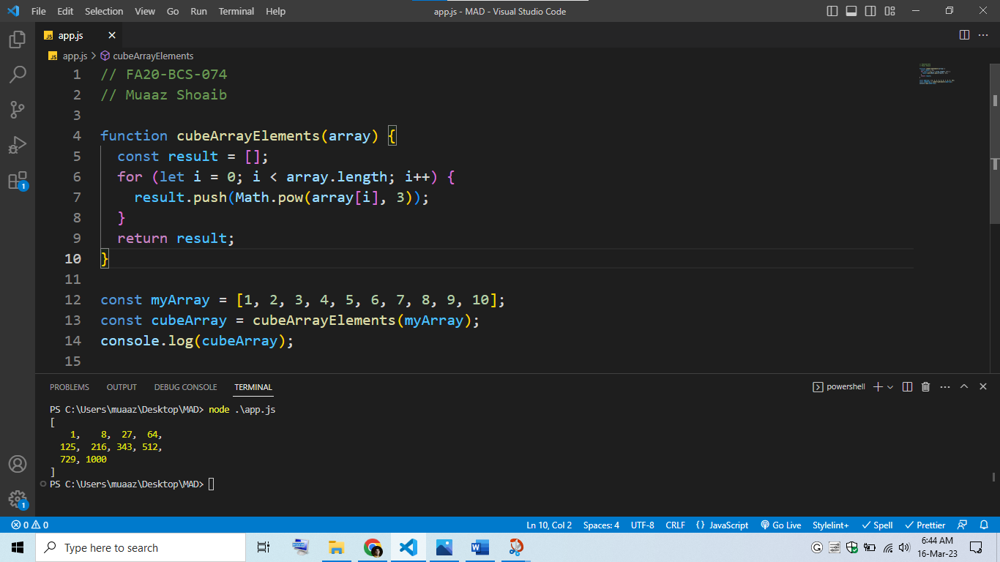 File Edit Selection View Go Run Terminal Help app.js - MAD - Visual Studio Code
JS app.js
JS app.js > cubeArrayElements
1 // FA20-BCS-074
2 // Muaaz Shoaib
3
4 function cubeArrayElements(array) {
5   const result = [];
6   for (let i = 0; i < array.length; i++) {
7     result.push(Math.pow(array[i], 3));
8   }
9   return result;
10 }
11
12 const myArray = [1, 2, 3, 4, 5, 6, 7, 8, 9, 10];
13 const cubeArray = cubeArrayElements(myArray);
14 console.log(cubeArray);
15
PROBLEMS OUTPUT DEBUG CONSOLE TERMINAL powershell
PS C:\Users\muaaz\Desktop\MAD> node .\app.js
[
    1,    8,  27,  64,
  125,  216, 343, 512,
  729, 1000
]
PS C:\Users\muaaz\Desktop\MAD>
1
1
0 0 Ln 10, Col 2 Spaces: 4 UTF-8 CRLF {} JavaScript Go Live Stylelint+ Spell Prettier
Type here to search
6:44 AM
16-Mar-23